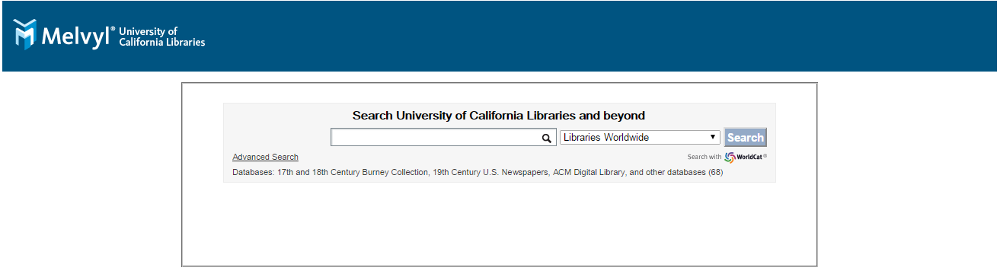 Melvyl® University of
California Libraries
Search University of California Libraries and beyond
Libraries Worldwide ▼ Search
Advanced Search Search with WorldCat®
Databases: 17th and 18th Century Burney Collection, 19th Century U.S. Newspapers, ACM Digital Library, and other databases (68)